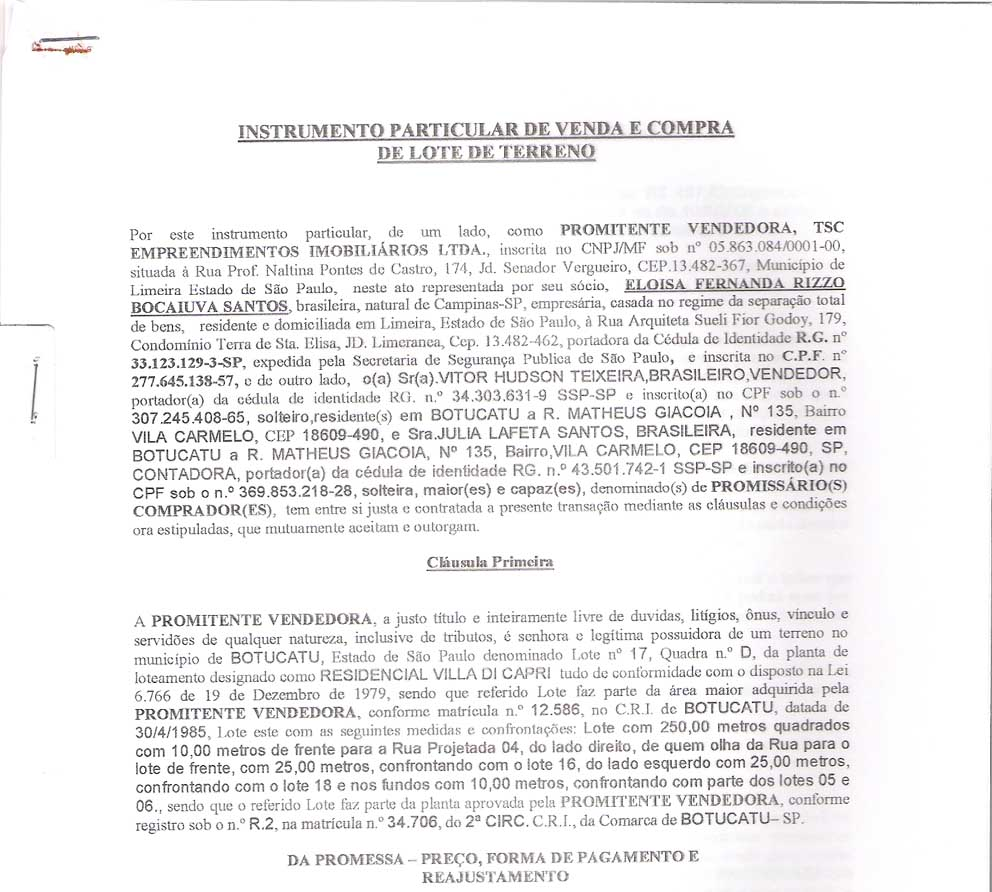 INSTRUMENTO PARTICULAR DE VENDA E COMPRA
DE LOTE DE TERRENO
Por este instrumento particular, de um lado, como PROMITENTE VENDEDORA, TSC
EMPREENDIMENTOS IMOBILIÁRIOS LTDA., inscrita no CNPJ/MF sob nº 05.863.084/0001-00,
situada à Rua Prof. Naltina Pontes de Castro, 174, Jd. Senador Vergueiro, CEP.13.482-367, Município de
Limeira Estado de São Paulo, neste ato representada por seu sócio, ELOISA FERNANDA RIZZO
BOCAIUVA SANTOS, brasileira, natural de Campinas-SP, empresária, casada no regime da separação total
de bens, residente e domiciliada em Limeira, Estado de São Paulo, à Rua Arquiteta Sueli Fior Godoy, 179,
Condomínio Terra de Sta. Elisa, JD. Limeranea, Cep. 13.482-462, portadora da Cédula de Identidade R.G. nº
33.123.129-3-SP, expedida pela Secretaria de Segurança Publica de São Paulo, e inscrita no C.P.F. nº
277.645.138-57, e de outro lado, o(a) Sr(a).VITOR HUDSON TEIXEIRA,BRASILEIRO,VENDEDOR,
portador(a) da cédula de identidade RG. n.º 34.303.631-9 SSP-SP e inscrito(a) no CPF sob o n.º
307.245.408-65, solteiro,residente(s) em BOTUCATU a R. MATHEUS GIACOIA , Nº 135, Bairro
VILA CARMELO, CEP 18609-490, e Sra.JULIA LAFETA SANTOS, BRASILEIRA, residente em
BOTUCATU a R. MATHEUS GIACOIA, Nº 135, Bairro,VILA CARMELO, CEP 18609-490, SP,
CONTADORA, portador(a) da cédula de identidade RG. n.º 43.501.742-1 SSP-SP e inscrito(a) no
CPF sob o n.º 369.853.218-28, solteira, maior(es) e capaz(es), denominado(s) de PROMISSÁRIO(S)
COMPRADOR(ES), tem entre si justa e contratada a presente transação mediante as cláusulas e condições
ora estipuladas, que mutuamente aceitam e outorgam.
Cláusula Primeira
A PROMITENTE VENDEDORA, a justo título e inteiramente livre de duvidas, litígios, ônus, vínculo e
servidões de qualquer natureza, inclusive de tributos, é senhora e legítima possuidora de um terreno no
município de BOTUCATU, Estado de São Paulo denominado Lote nº 17, Quadra n.º D, da planta de
loteamento designado como RESIDENCIAL VILLA DI CAPRI tudo de conformidade com o disposto na Lei
6.766 de 19 de Dezembro de 1979, sendo que referido Lote faz parte da área maior adquirida pela
PROMITENTE VENDEDORA, conforme matrícula n.º 12.586, no C.R.I. de BOTUCATU, datada de
30/4/1985, Lote este com as seguintes medidas e confrontações: Lote com 250,00 metros quadrados
com 10,00 metros de frente para a Rua Projetada 04, do lado direito, de quem olha da Rua para o
lote de frente, com 25,00 metros, confrontando com o lote 16, do lado esquerdo com 25,00 metros,
confrontando com o lote 18 e nos fundos com 10,00 metros, confrontando com parte dos lotes 05 e
06., sendo que o referido Lote faz parte da planta aprovada pela PROMITENTE VENDEDORA, conforme
registro sob o n.º R.2, na matrícula n.º 34.706, do 2ª CIRC. C.R.I., da Comarca de BOTUCATU– SP.
DA PROMESSA – PREÇO, FORMA DE PAGAMENTO E
REAJUSTAMENTO